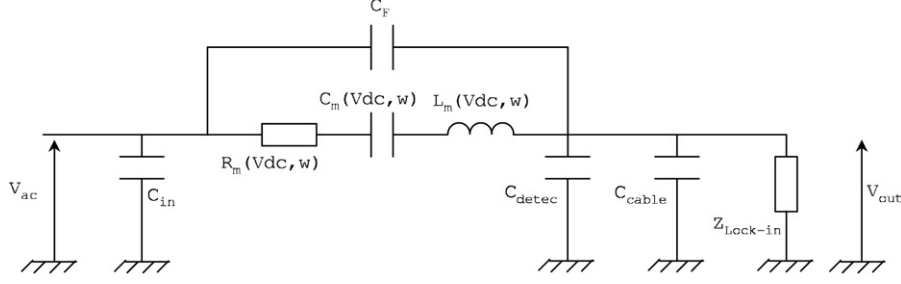 C_F
C_m(Vdc,w) L_m(Vdc,w)
R_m(Vdc,w)
V_ac
C_in
C_detec
C_cable
Z_Lock-in
V_out